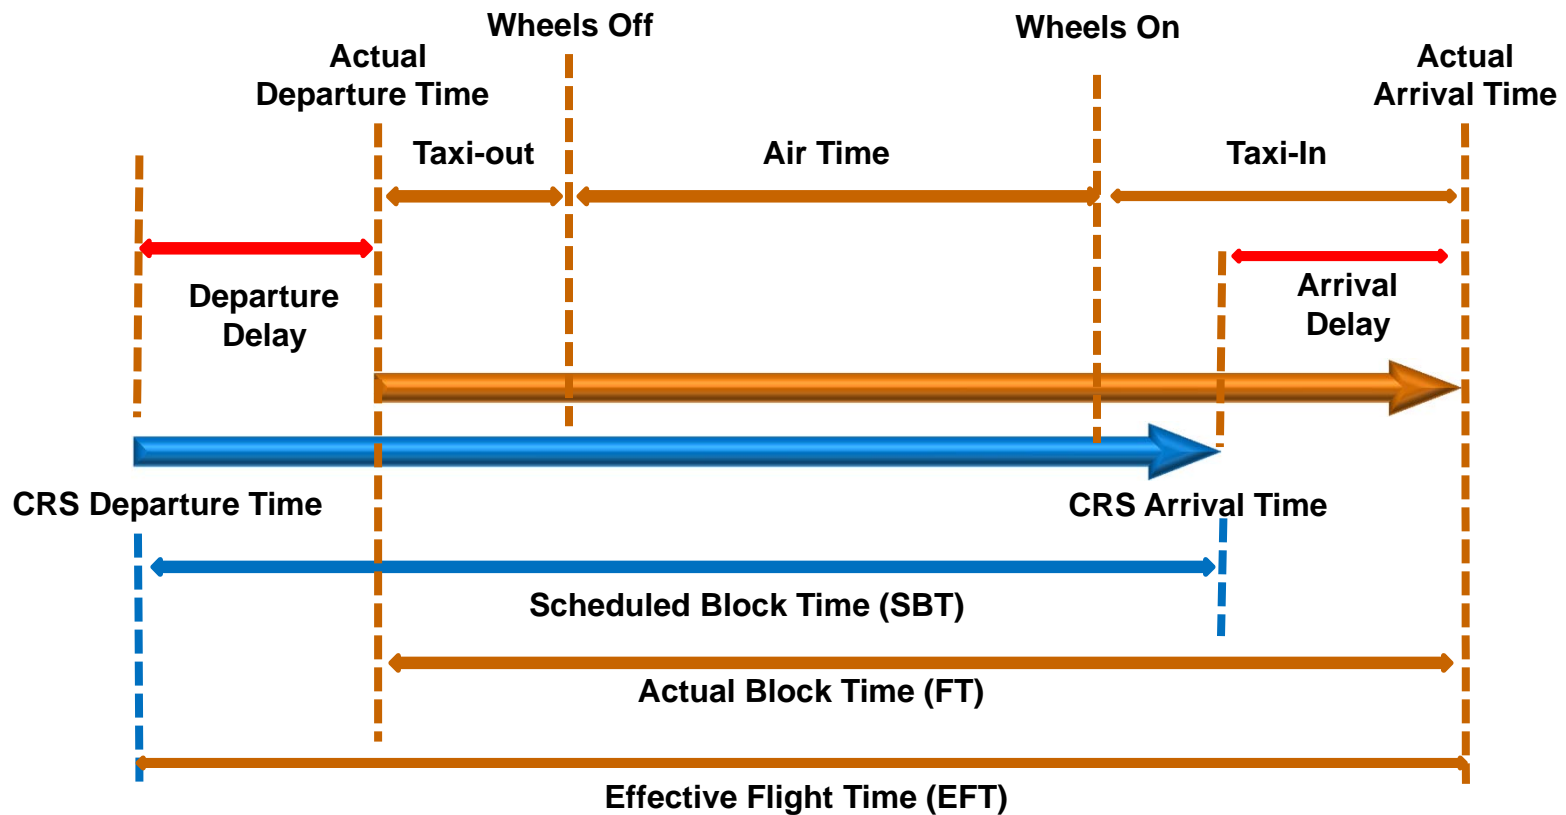 Wheels Off
Wheels On
Actual
Departure Time
Actual
Arrival Time
Taxi-out
Air Time
Taxi-In
Departure
Delay
Arrival
Delay
CRS Departure Time
CRS Arrival Time
Scheduled Block Time (SBT)
Actual Block Time (FT)
Effective Flight Time (EFT)